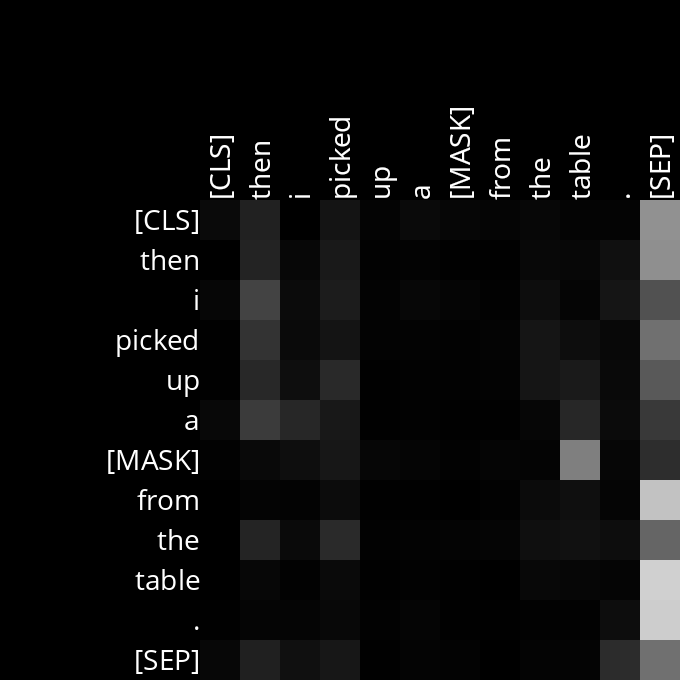 [CLS] then i picked up a [MASK] from the table . [SEP]
[CLS]
then
i
picked
up
a
[MASK]
from
the
table
.
[SEP]